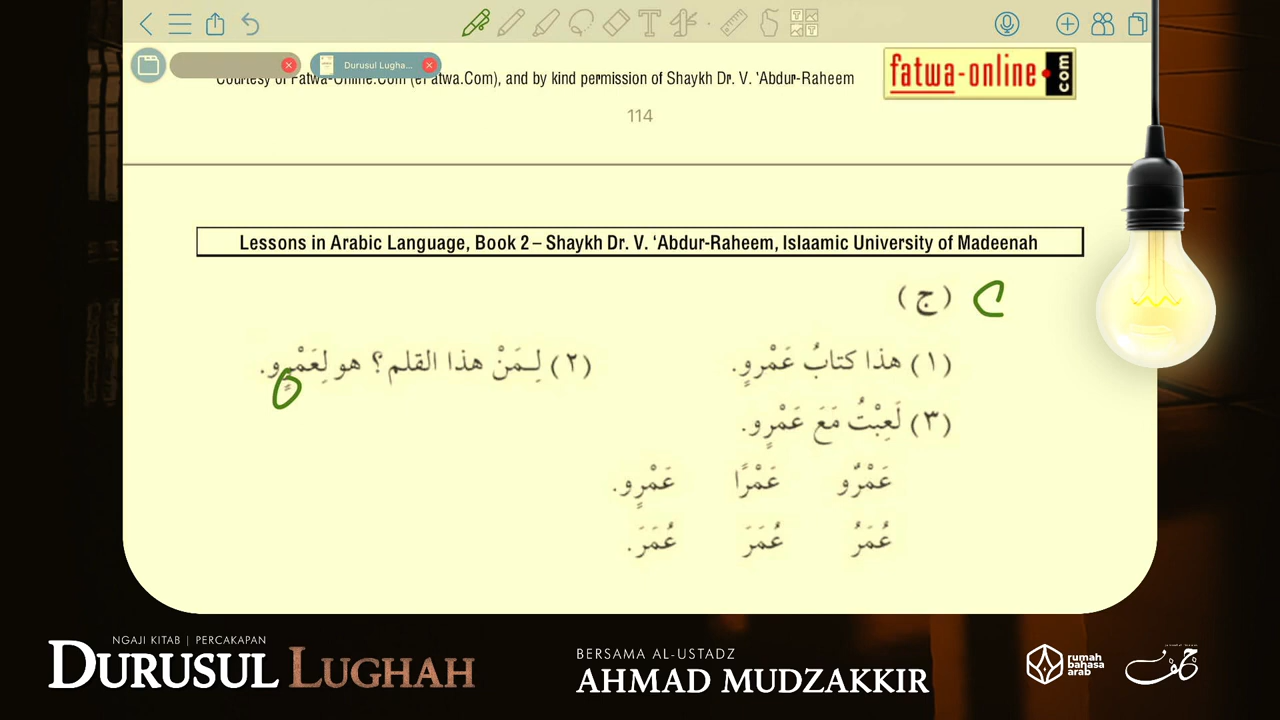 Durusul Lugha...
Courtesy of Fatwa-Online.Com (eFatwa.Com), and by kind permission of Shaykh Dr. V. 'Abdur-Raheem
fatwa-online.com
114
Lessons in Arabic Language, Book 2 – Shaykh Dr. V. 'Abdur-Raheem, Islaamic University of Madeenah
(ج)
(١) هذا كتابُ عَمْرٍو. (٢) لِـمَنْ هذا القلم؟ هو لِعَمْرٍو.
(٣) لَعِبْتُ مَعَ عَمْرٍو.
عَمْرٌو عَمْرًا عَمْرٍو.
عُمَرُ عُمَرَ عُمَرَ.
NGAJI KITAB | PERCAKAPAN
DURUSUL LUGHAH
BERSAMA AL-USTADZ
AHMAD MUDZAKKIR
rumah
bahasa
arab